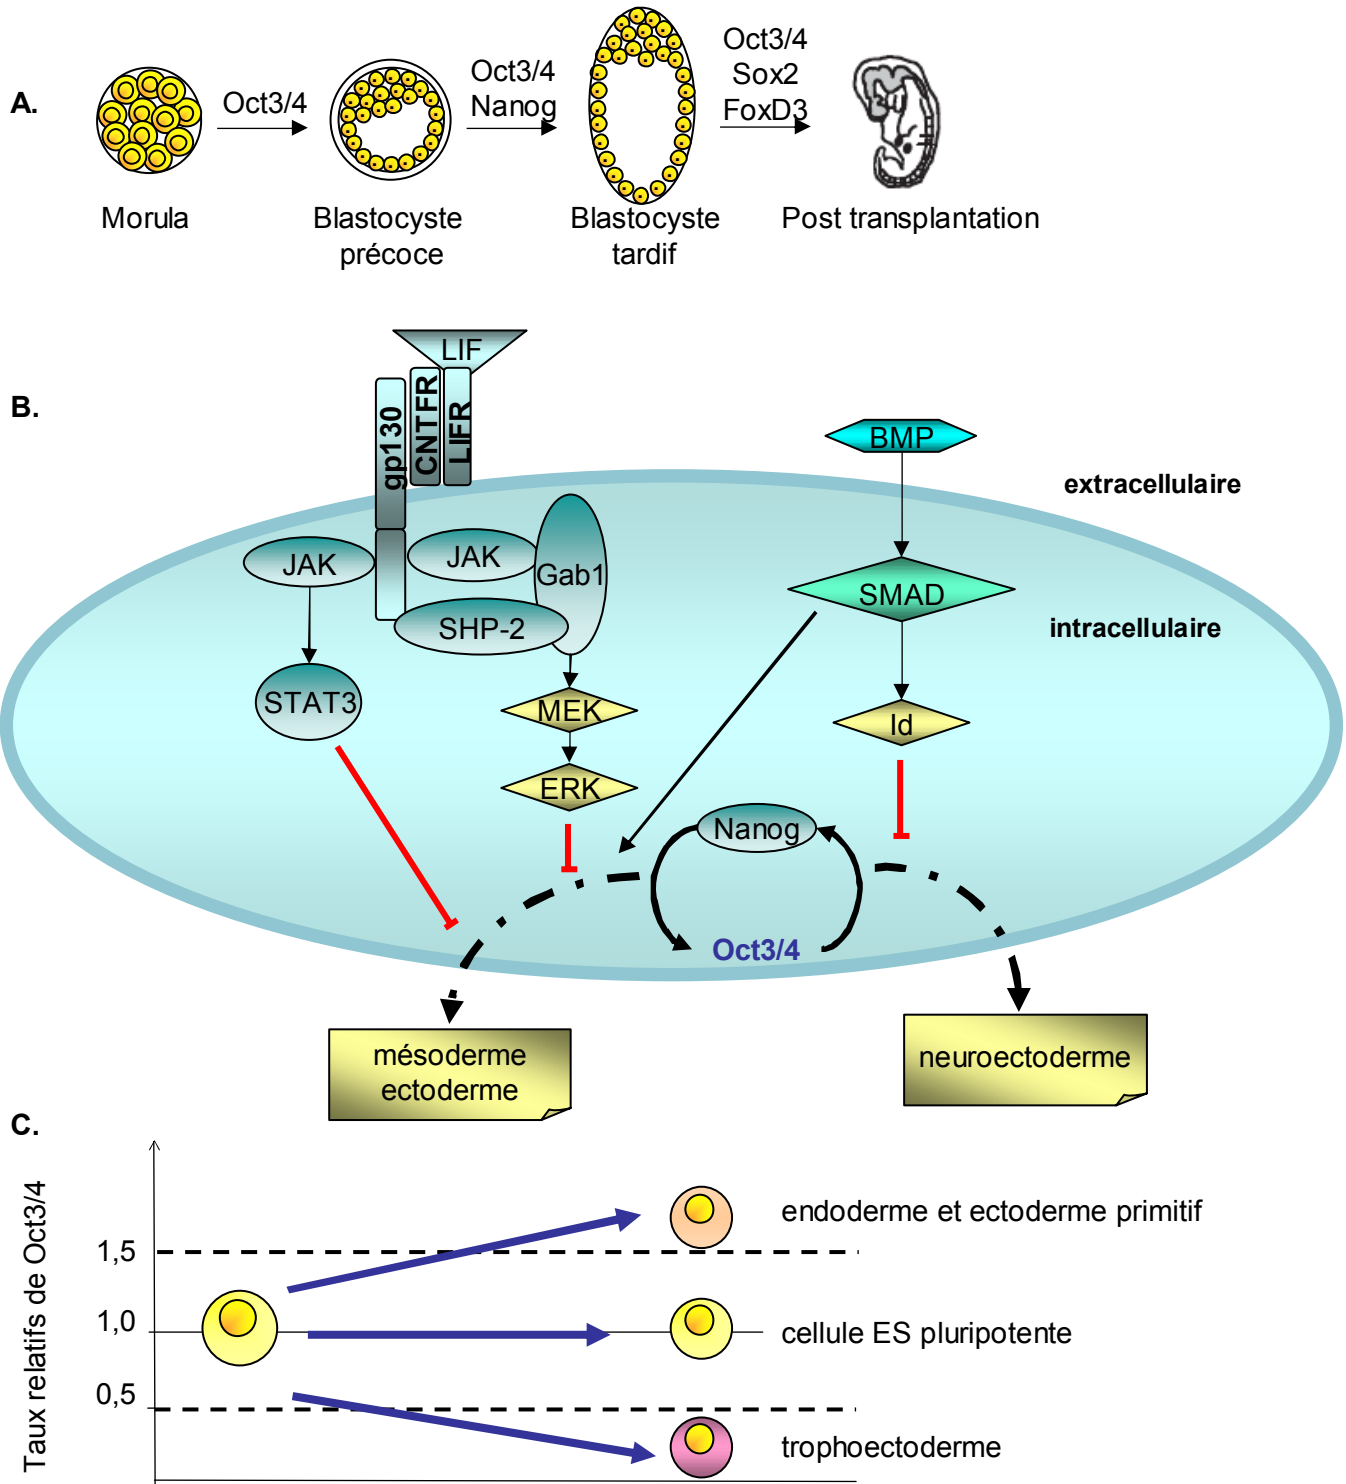 A.
Oct3/4
Oct3/4
Nanog
Oct3/4
Sox2
FoxD3
Morula
Blastocyste
précoce
Blastocyste
tardif
Post transplantation
B.
LIF
gp130
CNTFR
LIFR
BMP
extracellulaire
JAK
JAK
Gab1
SMAD
SHP-2
intracellulaire
STAT3
MEK
Id
ERK
Nanog
Oct3/4
mésoderme
ectoderme
neuroectoderme
C.
Taux relatifs de Oct3/4
1,5
1,0
0,5
endoderme et ectoderme primitif
cellule ES pluripotente
trophoectoderme